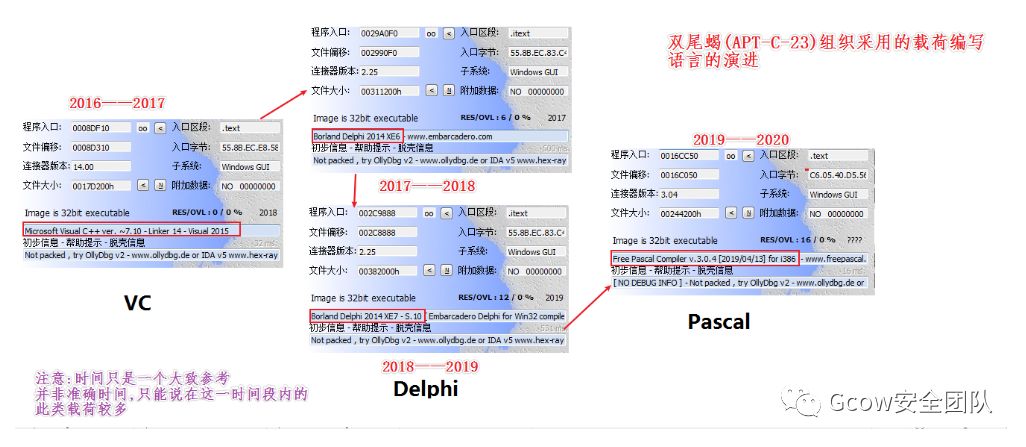 双尾蝎(APT-C-23)组织采用的载荷编写
语言的演进
2016——2017
程序入口: 0008DF10 oo < 入口区段: .text
文件偏移: 0008D310 入口字节: 55.8B.EC.E8.58
连接器版本: 14.00 子系统: Windows GUI
文件大小: 0017D200h < N 附加数据: NO 00000000
Image is 32bit executable RES/OVL : 0 / 0 % 2018
Microsoft Visual C++ ver. ~7.10 - Linker 14 - Visual 2015
初步信息 - 帮助提示 - 脱壳信息 32 ms.
Not packed , try OllyDbg v2 - www.ollydbg.de or IDA v5 www.hex-ray
VC
程序入口: 0029A0F0 oo < 入口区段: .itext
文件偏移: 002990F0 入口字节: 55.8B.EC.83.C4
连接器版本: 2.25 子系统: Windows GUI
文件大小: 00311200h < N 附加数据: NO 00000000
Image is 32bit executable RES/OVL : 6 / 0 % 2017
Borland Delphi 2014 XE6 - www.embarcadero.com
初步信息 - 帮助提示 - 脱壳信息
Not packed , try OllyDbg v2 - www.ollydbg.de or IDA v5 www.hex-ray
2017——2018
程序入口: 002C9888 oo < 入口区段: .itext
文件偏移: 002C8888 入口字节: 55.8B.EC.83.C4
连接器版本: 2.25 子系统: Windows GUI
文件大小: 00382000h < N 附加数据: NO 00000000
Image is 32bit executable RES/OVL : 12 / 0 % 2019
Borland Delphi 2014 XE7 - S.10 : Embarcadero Delphi for Win32 compile
初步信息 - 帮助提示 - 脱壳信息
Not packed , try OllyDbg v2 - www.ollydbg.de or IDA v5 www.hex-ray
2018——2019
Delphi
2019——2020
程序入口: 0016CC50 oo < 入口区段: .text
文件偏移: 0016C050 入口字节: C6.05.40.D5.56
连接器版本: 3.04 子系统: Windows GUI
文件大小: 00244200h < N 附加数据: NO 00000000
Image is 32bit executable RES/OVL : 16 / 0 % ????
Free Pascal Compiler v.3.0.4 [2019/04/13] for i386 - www.freepascal.
初步信息 - 帮助提示 - 脱壳信息 16 ms.
[ NO DEBUG INFO ] - Not packed , try OllyDbg v2 - www.ollydbg.de or
Pascal
注意:时间只是一个大致参考
并非准确时间,只能说在这一时间段内的
此类载荷较多
Gcow安全团队